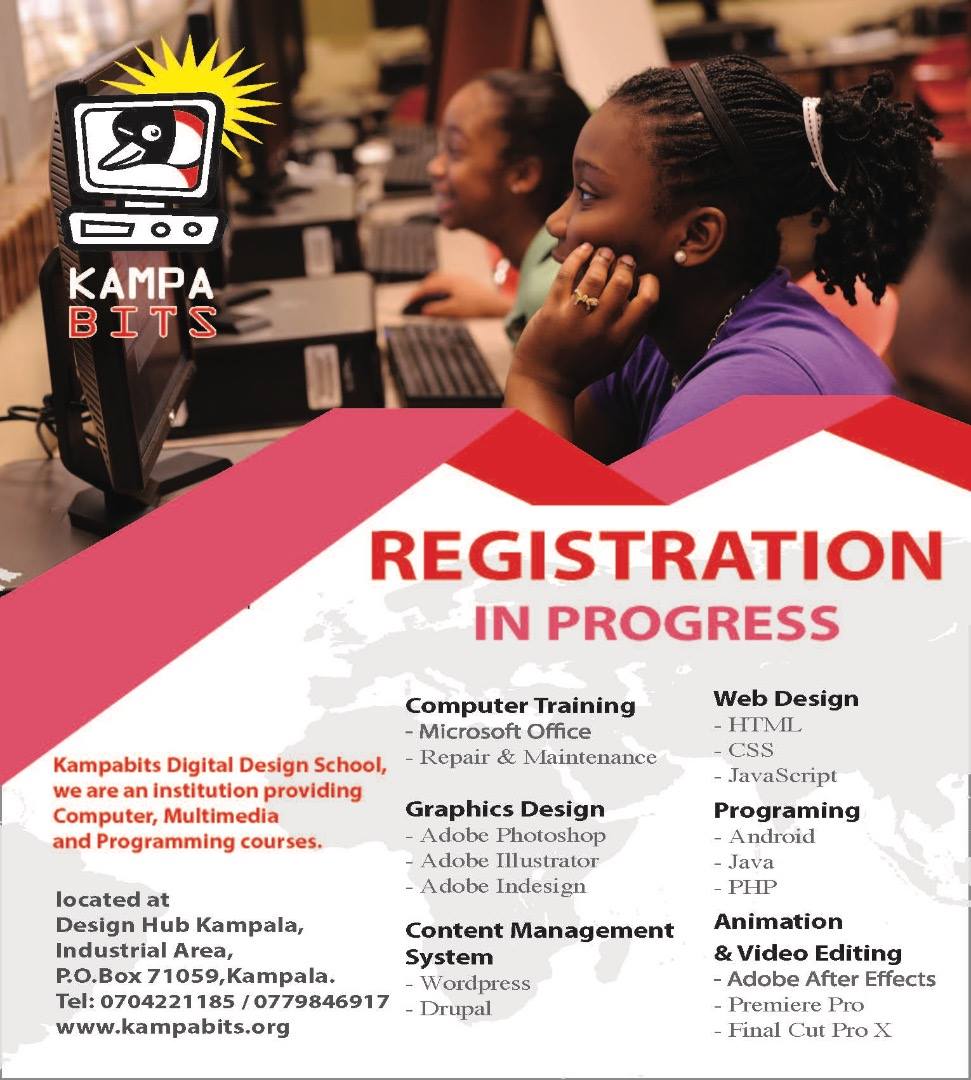 KAMPA
BITS
REGISTRATION
IN PROGRESS
Kampabits Digital Design School,
we are an institution providing
Computer, Multimedia
and Programming courses.
located at
Design Hub Kampala,
Industrial Area,
P.O.Box 71059,Kampala.
Tel: 0704221185 / 0779846917
www.kampabits.org
Computer Training
- Microsoft Office
- Repair & Maintenance
Graphics Design
- Adobe Photoshop
- Adobe Illustrator
- Adobe Indesign
Content Management
System
- Wordpress
- Drupal
Web Design
- HTML
- CSS
- JavaScript
Programing
- Android
- Java
- PHP
Animation
& Video Editing
- Adobe After Effects
- Premiere Pro
- Final Cut Pro X